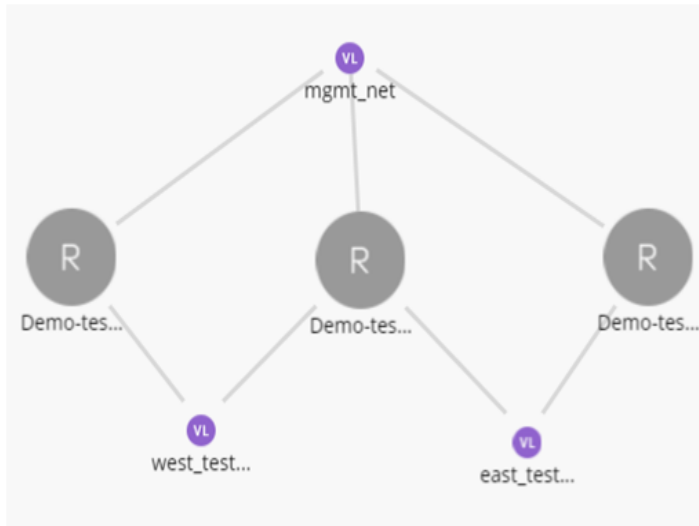 VL
mgmt_net
R
R
R
Demo-tes...
Demo-tes...
Demo-tes...
VL
west_test...
VL
east_test...